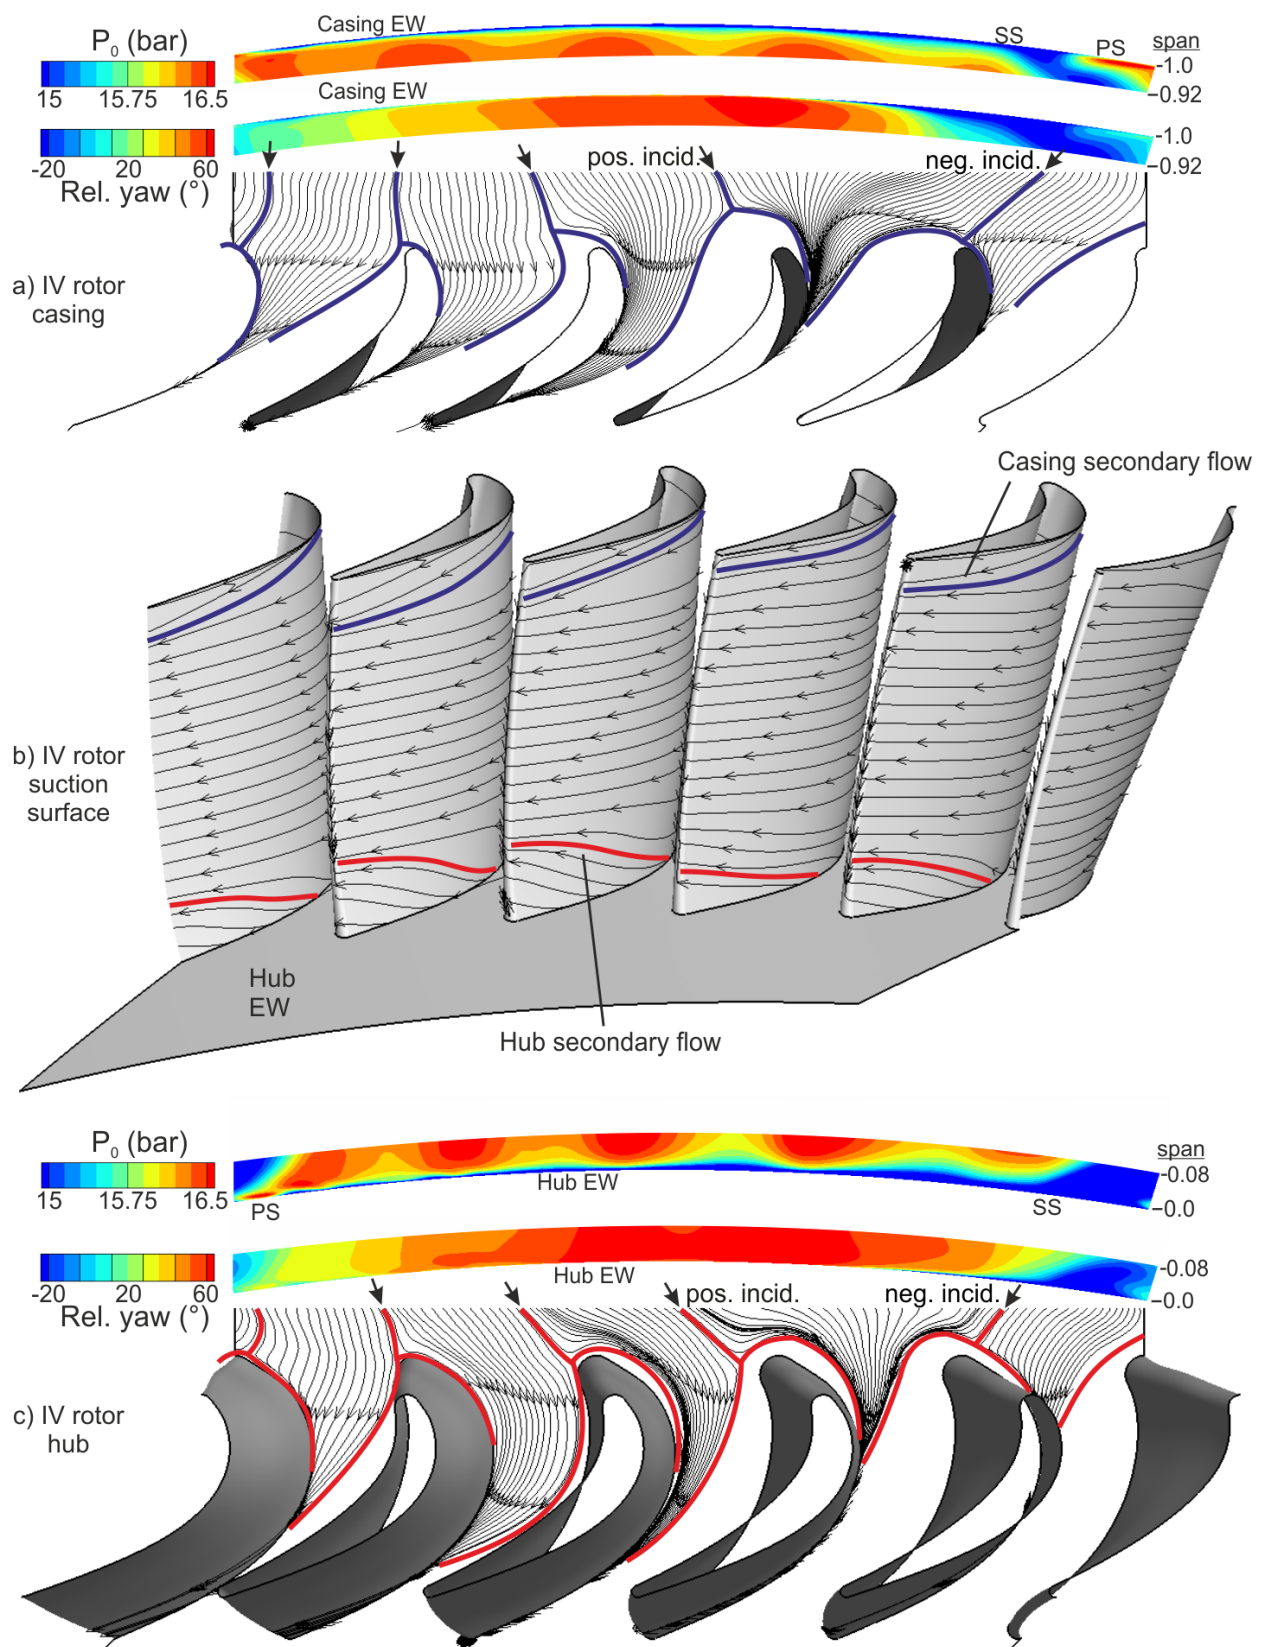 P₀ (bar)
15 15.75 16.5
Casing EW
SS
PS
span
1.0
0.92
Casing EW
-20 20 60
Rel. yaw (°)
1.0
0.92
pos. incid.
neg. incid.
a) IV rotor
casing
Casing secondary flow
b) IV rotor
suction
surface
Hub
EW
Hub secondary flow
P₀ (bar)
15 15.75 16.5
Hub EW
PS
SS
span
0.08
0.0
-20 20 60
Rel. yaw (°)
Hub EW
0.08
0.0
pos. incid.
neg. incid.
c) IV rotor
hub